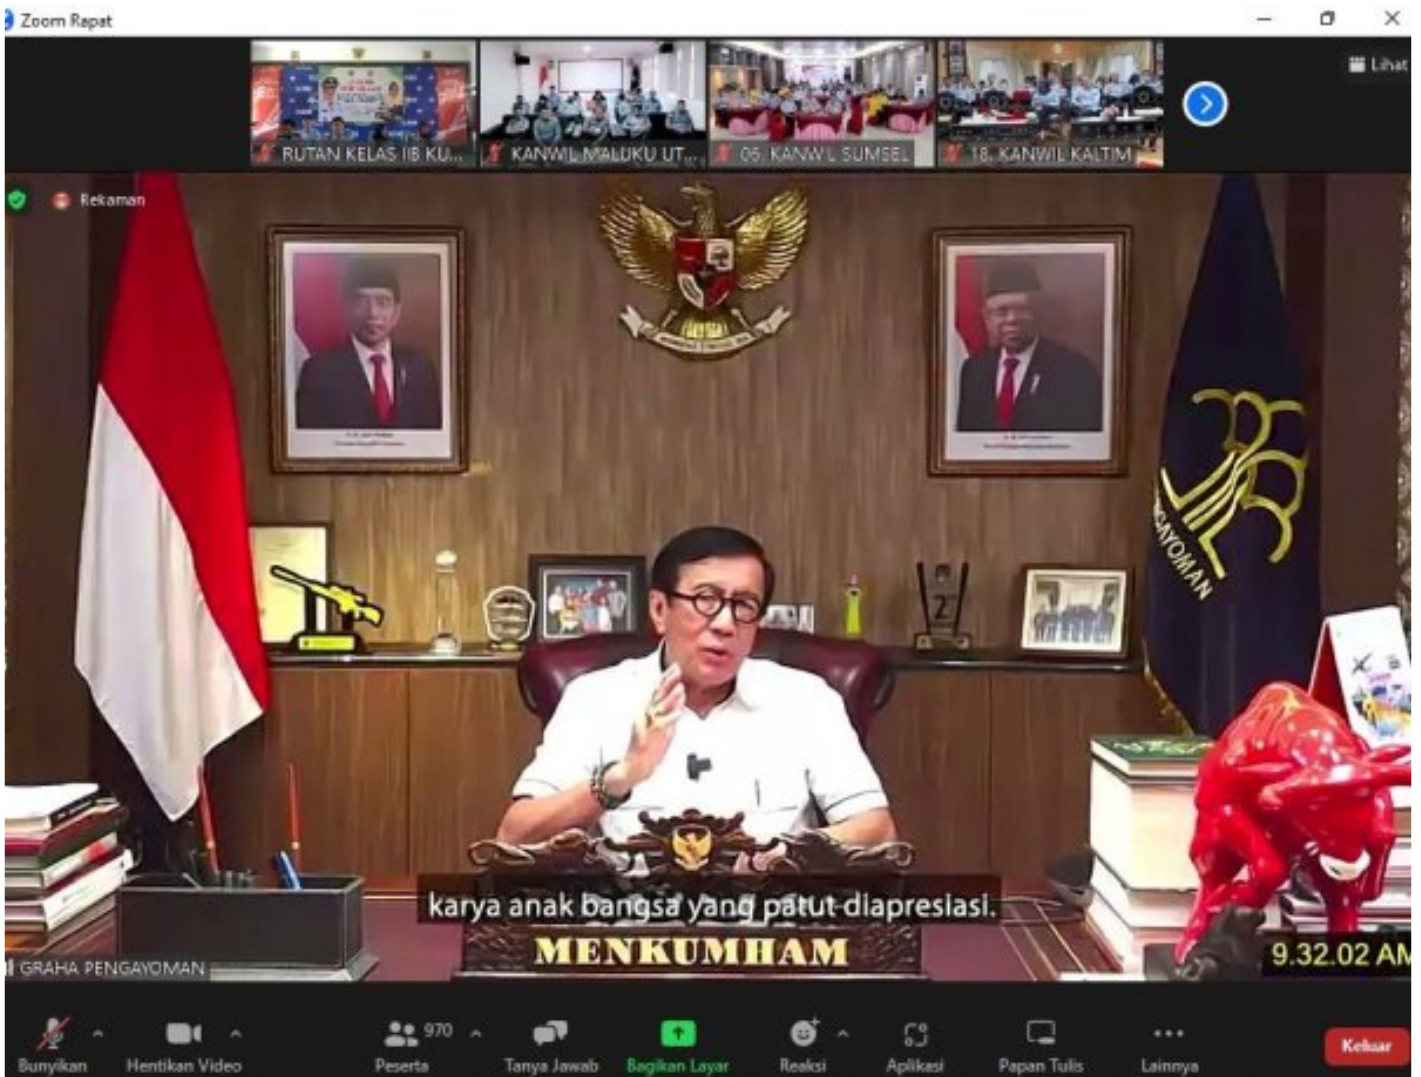 Zoom Rapat
Lihat
RUTAN KELAS IIB KU...
KANWIL MALUKU UT...
06. KANWIL SUMSEL
18. KANWIL KALTIM
Rekaman
PENGAYOMAN
2
karya anak bangsa yang patut diapresiasi.
MENKUMHAM
GRAHA PENGAYOMAN
9.32.02 AM
Bunyikan
Hentikan Video
970
Peserta
Tanya Jawab
Bagikan Layar
Reaksi
Aplikasi
Papan Tulis
Lainnya
Keluar